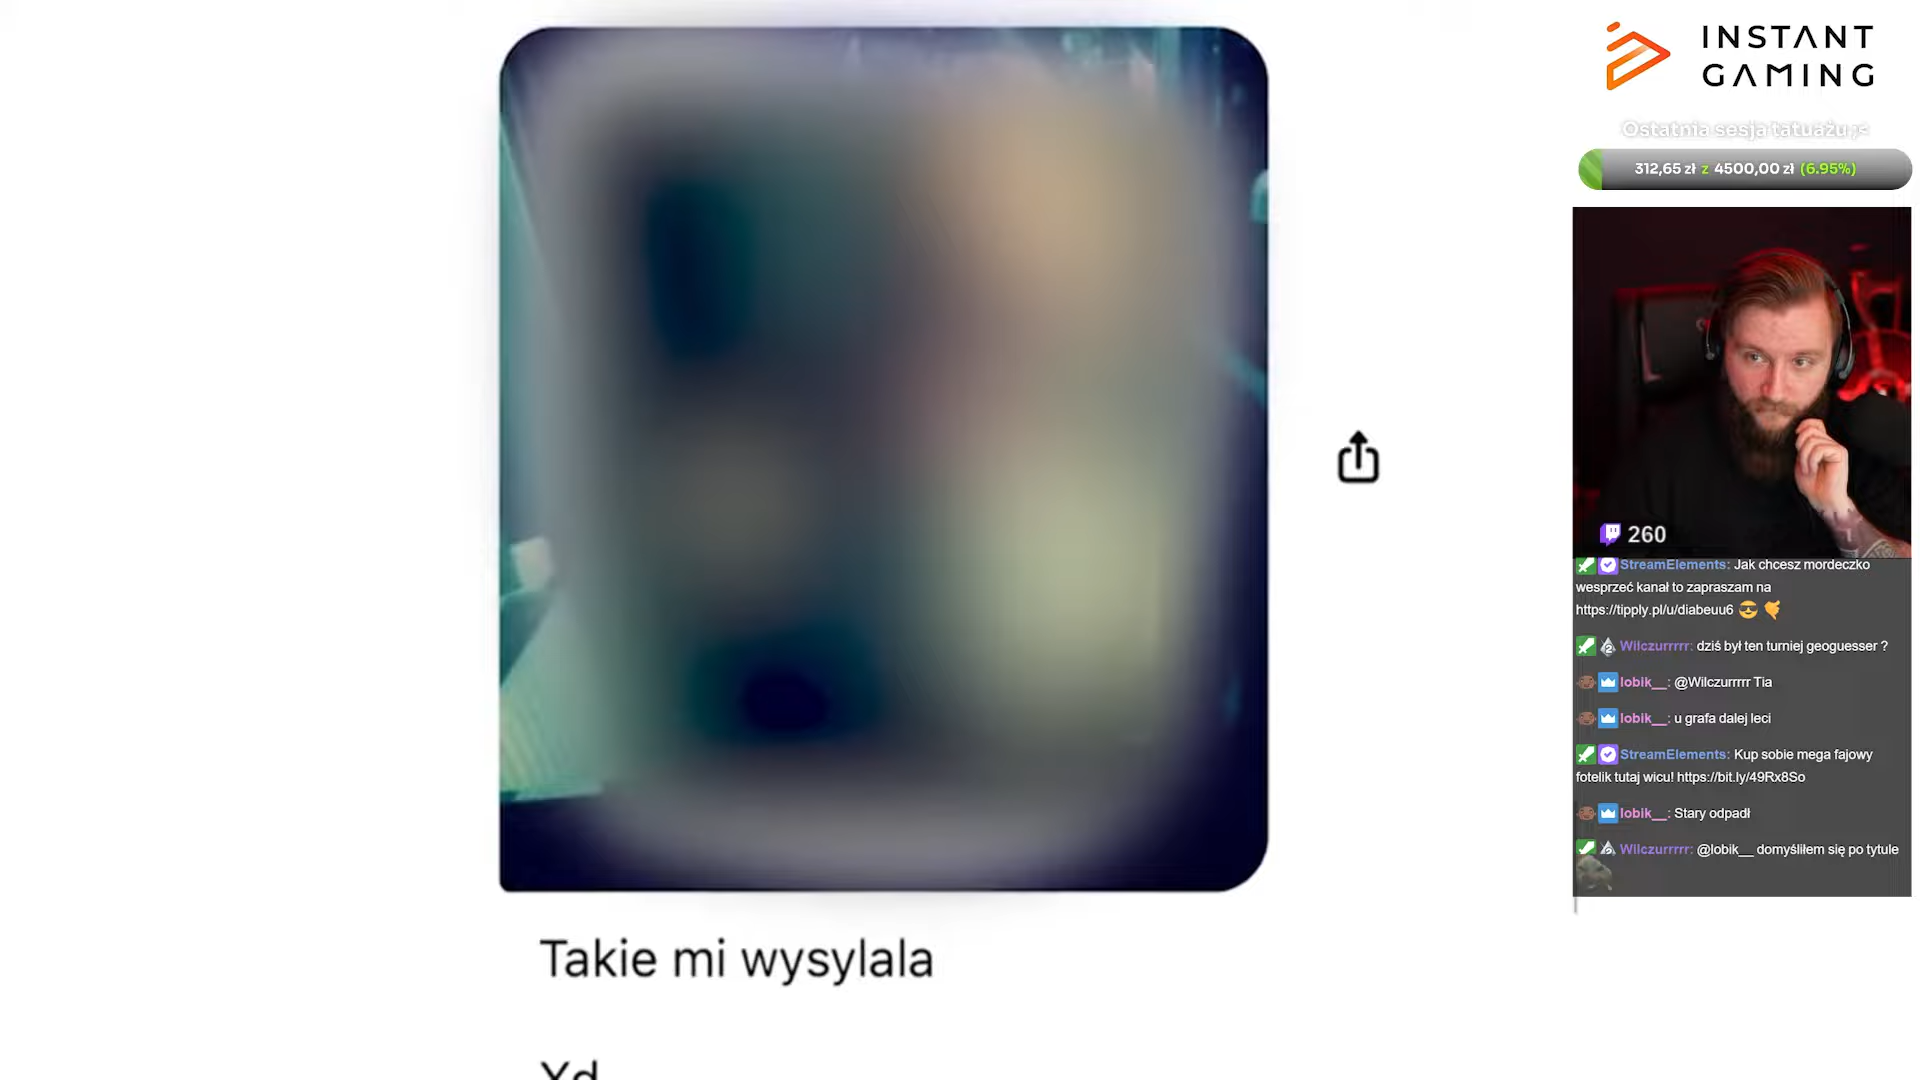 INSTANT
GAMING
Ostatnia sesja tatuażu ;<
312,65 zł z 4500,00 zł (6.95%)
260
StreamElements: Jak chcesz mordeczko
wesprzeć kanał to zapraszam na
https://tipply.pl/u/diabeuu6
Wilczurrrrr: dziś był ten turniej geoguesser ?
lobik__: @Wilczurrrrr Tia
lobik__: u grafa dalej leci
StreamElements: Kup sobie mega fajowy
fotelik tutaj wicu! https://bit.ly/49Rx8So
lobik__: Stary odpadł
Wilczurrrrr: @lobik__ domyśliłem się po tytule
Takie mi wysylala
Xd